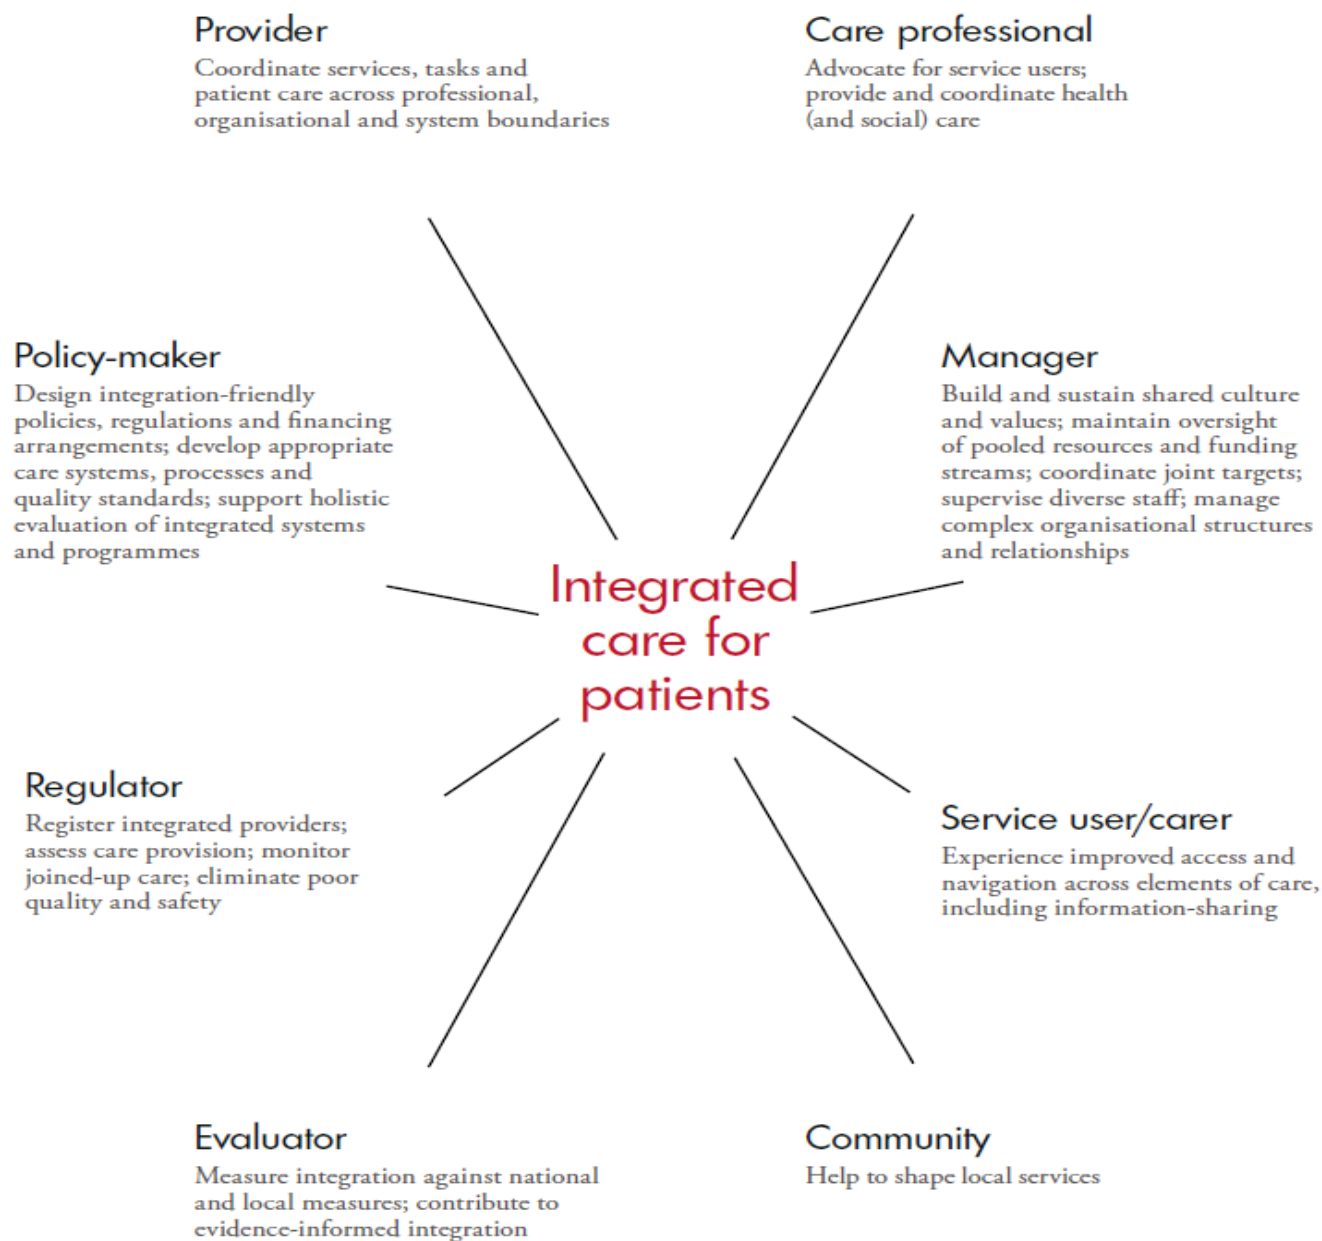 Provider
Coordinate services, tasks and
patient care across professional,
organisational and system boundaries
Care professional
Advocate for service users;
provide and coordinate health
(and social) care
Policy-maker
Design integration-friendly
policies, regulations and financing
arrangements; develop appropriate
care systems, processes and
quality standards; support holistic
evaluation of integrated systems
and programmes
Manager
Build and sustain shared culture
and values; maintain oversight
of pooled resources and funding
streams; coordinate joint targets;
supervise diverse staff; manage
complex organisational structures
and relationships
Integrated
care for
patients
Regulator
Register integrated providers;
assess care provision; monitor
joined-up care; eliminate poor
quality and safety
Service user/carer
Experience improved access and
navigation across elements of care,
including information-sharing
Evaluator
Measure integration against national
and local measures; contribute to
evidence-informed integration
Community
Help to shape local services